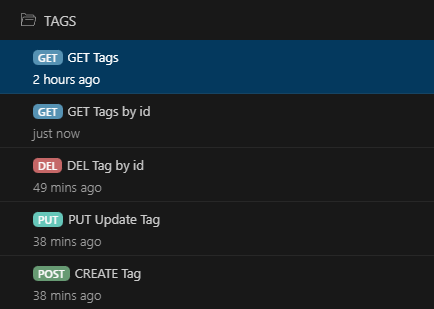 TAGS
GET GET Tags
2 hours ago
GET GET Tags by id
just now
DEL DEL Tag by id
49 mins ago
PUT PUT Update Tag
38 mins ago
POST CREATE Tag
38 mins ago